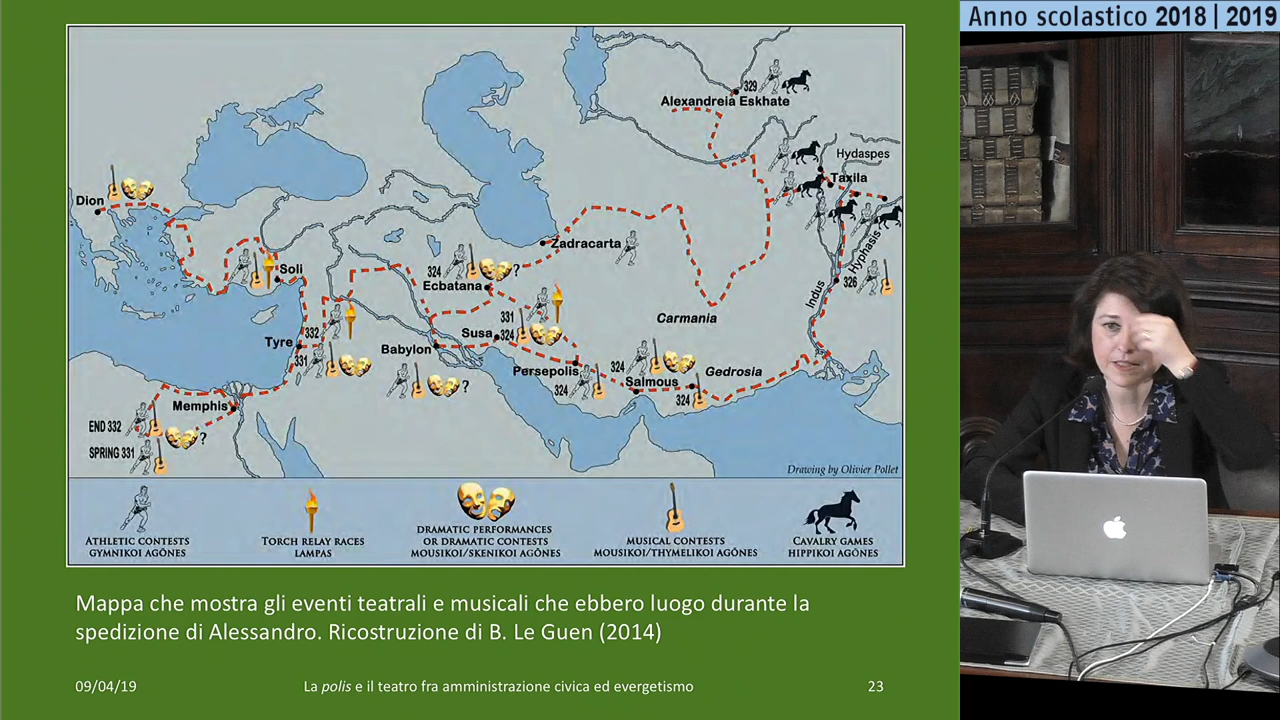 Anno scolastico 2018 | 2019
329
Alexandreia Eskhate
Hydaspes
Taxila
Dion
Hyphasis
Zadracarta
Soli
324
?
Ecbatana
Indus
326
331
Carmania
332
Susa
324
Tyre
331
Babylon
Persepolis
324
Gedrosia
Salmous
?
324
324
Memphis
END 332
?
SPRING 331
Drawing by Olivier Pollet
ATHLETIC CONTESTS
GYMNIKOI AGÔNES
TORCH RELAY RACES
LAMPAS
DRAMATIC PERFORMANCES
OR DRAMATIC CONTESTS
MOUSIKOI/SKENIKOI AGÔNES
MUSICAL CONTESTS
MOUSIKOI/THYMELIKOI AGÔNES
CAVALRY GAMES
HIPPIKOI AGÔNES
Mappa che mostra gli eventi teatrali e musicali che ebbero luogo durante la
spedizione di Alessandro. Ricostruzione di B. Le Guen (2014)
09/04/19
La polis e il teatro fra amministrazione civica ed evergetismo
23